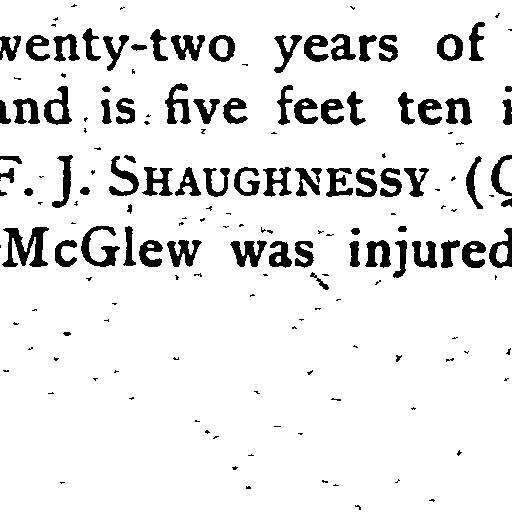 wenty-two years of
and is five feet ten i
F. J. SHAUGHNESSY (Q
McGlew was injured